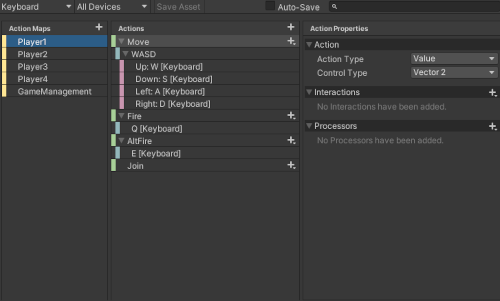 Keyboard All Devices Save Asset Auto-Save
Action Maps Actions Action Properties
Player1 Move Action
Player2 WASD Action Type Value
Player3 Up: W [Keyboard] Control Type Vector 2
Player4 Down: S [Keyboard] Interactions
GameManagement Left: A [Keyboard] No Interactions have been added.
Right: D [Keyboard]
Fire Processors
Q [Keyboard] No Processors have been added.
AltFire
E [Keyboard]
Join